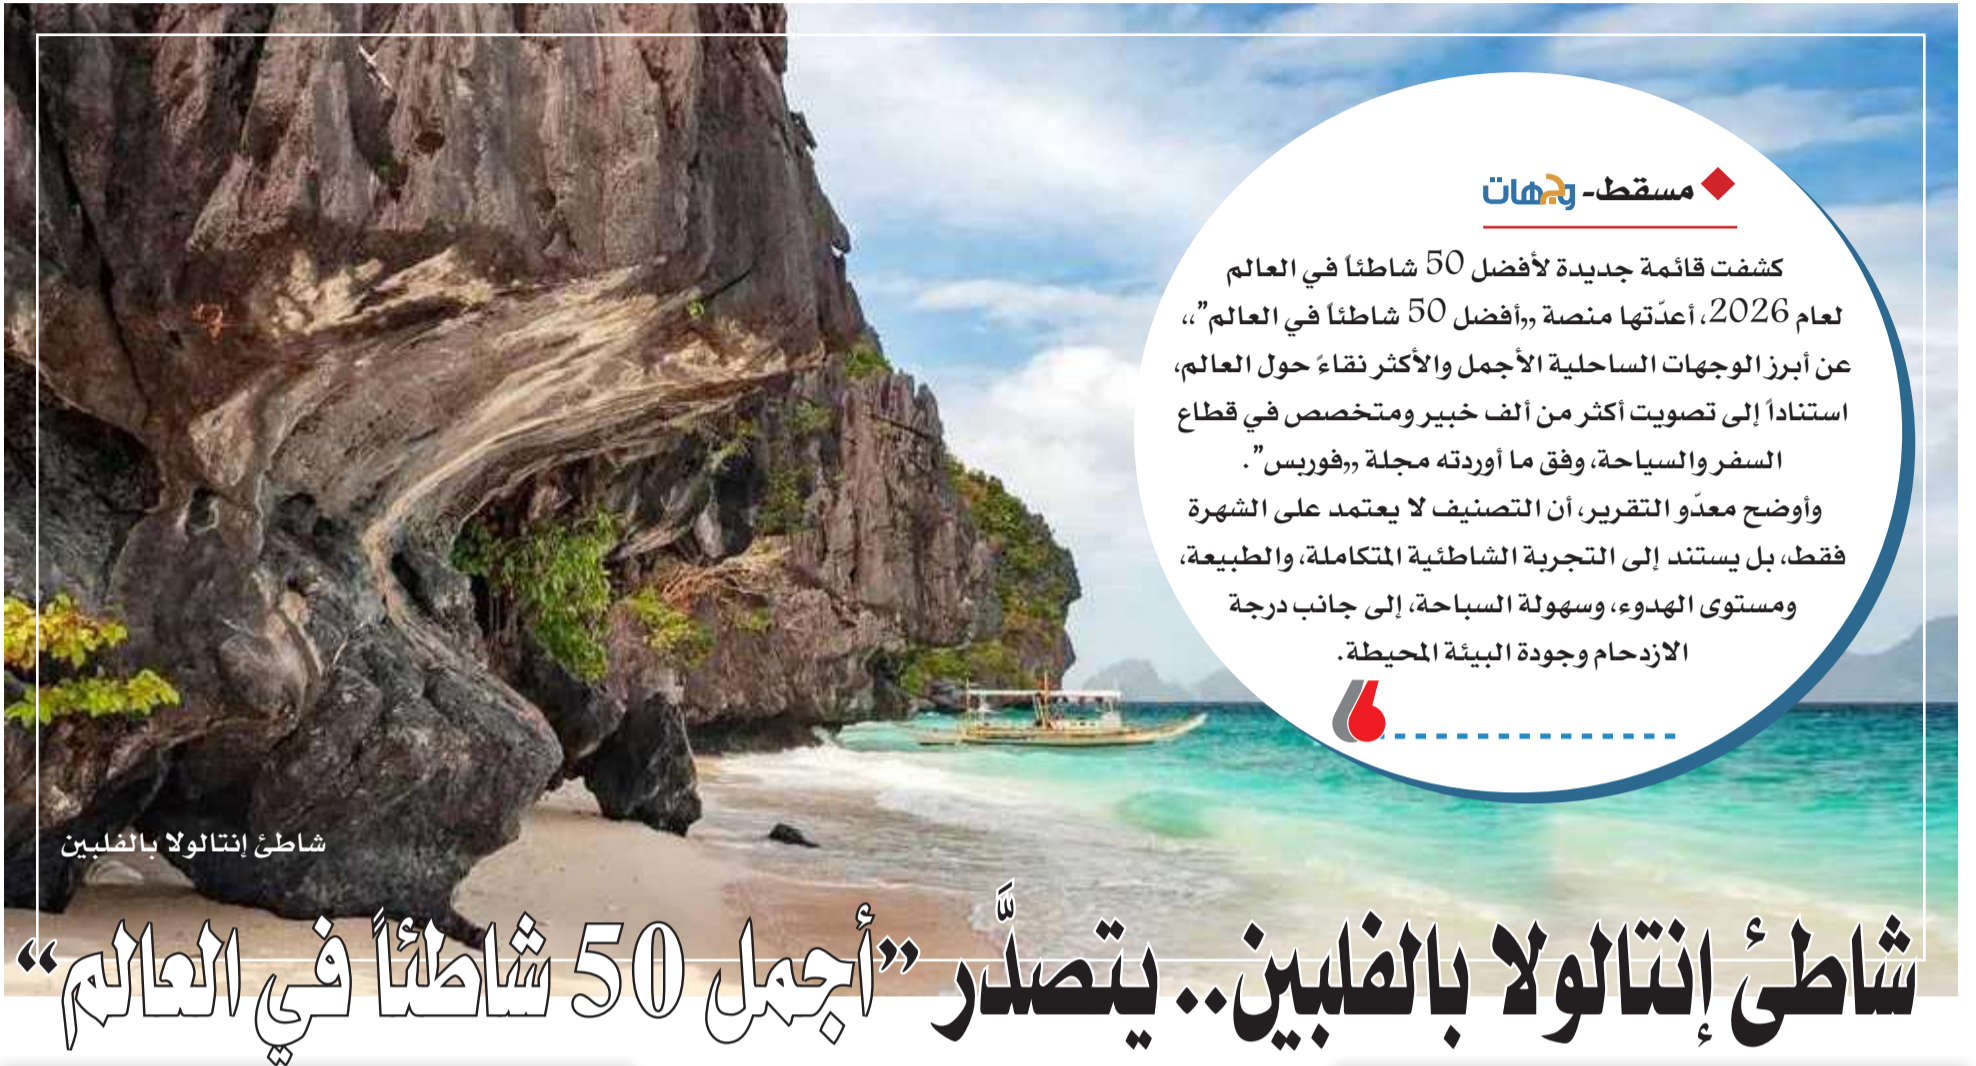 مسقط- وجهات
كشفت قائمة جديدة لأفضل 50 شاطئاً في العالم
لعام 2026، أعدّتها منصة „أفضل 50 شاطئاً في العالم”،،
عن أبرز الوجهات الساحلية الأجمل والأكثر نقاءً حول العالم،
استناداً إلى تصويت أكثر من ألف خبير ومتخصص في قطاع
السفر والسياحة، وفق ما أوردته مجلة „فوربس”.
وأوضح معدّو التقرير، أن التصنيف لا يعتمد على الشهرة
فقط، بل يستند إلى التجربة الشاطئية المتكاملة، والطبيعة،
ومستوى الهدوء، وسهولة السباحة، إلى جانب درجة
الازدحام وجودة البيئة المحيطة.
شاطئ إنتالولا بالفلبين
شاطئ إنتالولا بالفلبين.. يتصدَّر ”أجمل 50 شاطئاً في العالم“